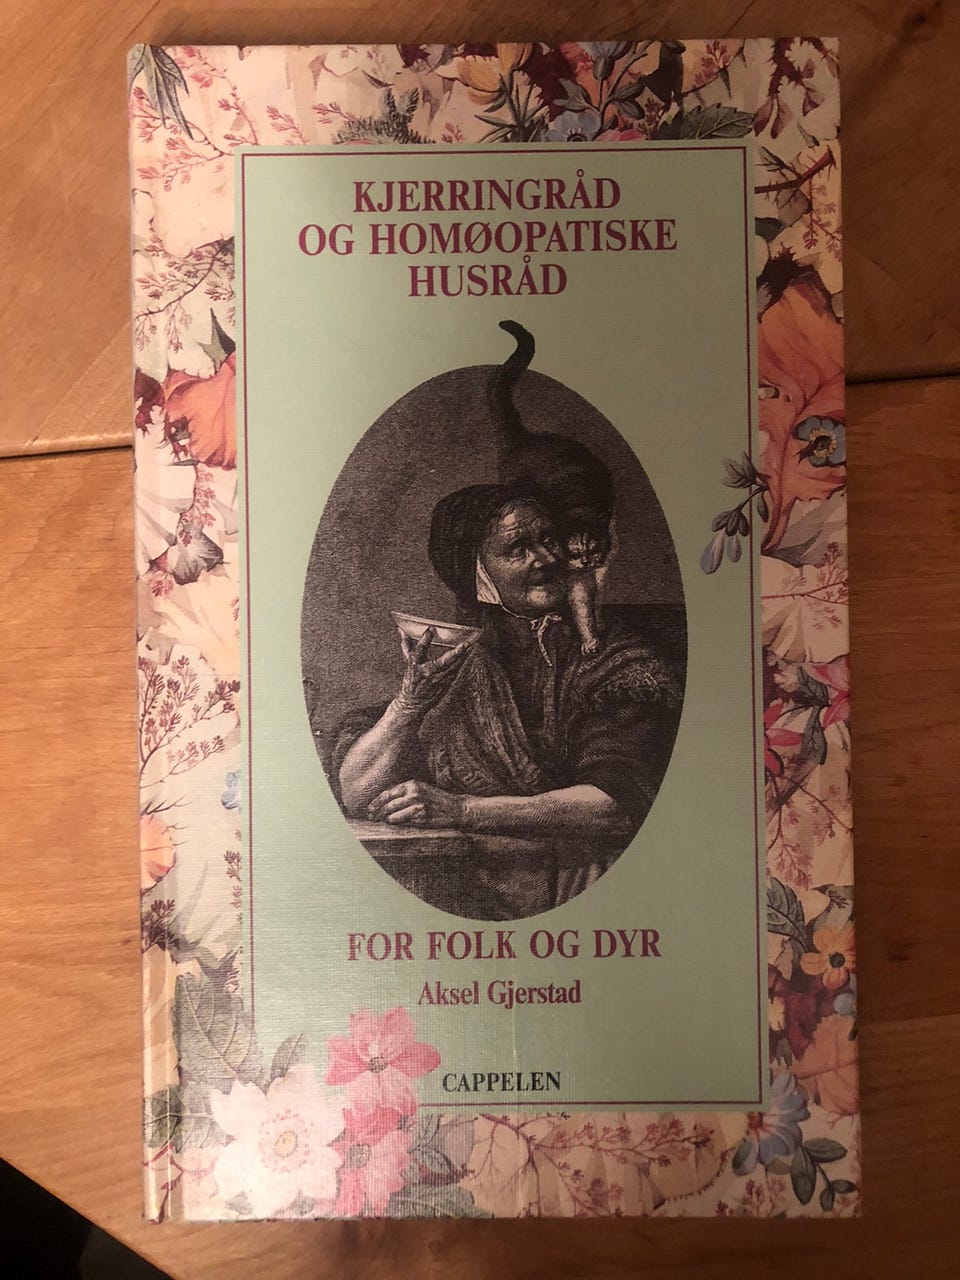 KJERRINGRÅD
OG HOMØOPATISKE
HUSRÅD
FOR FOLK OG DYR
Aksel Gjerstad
CAPPELEN